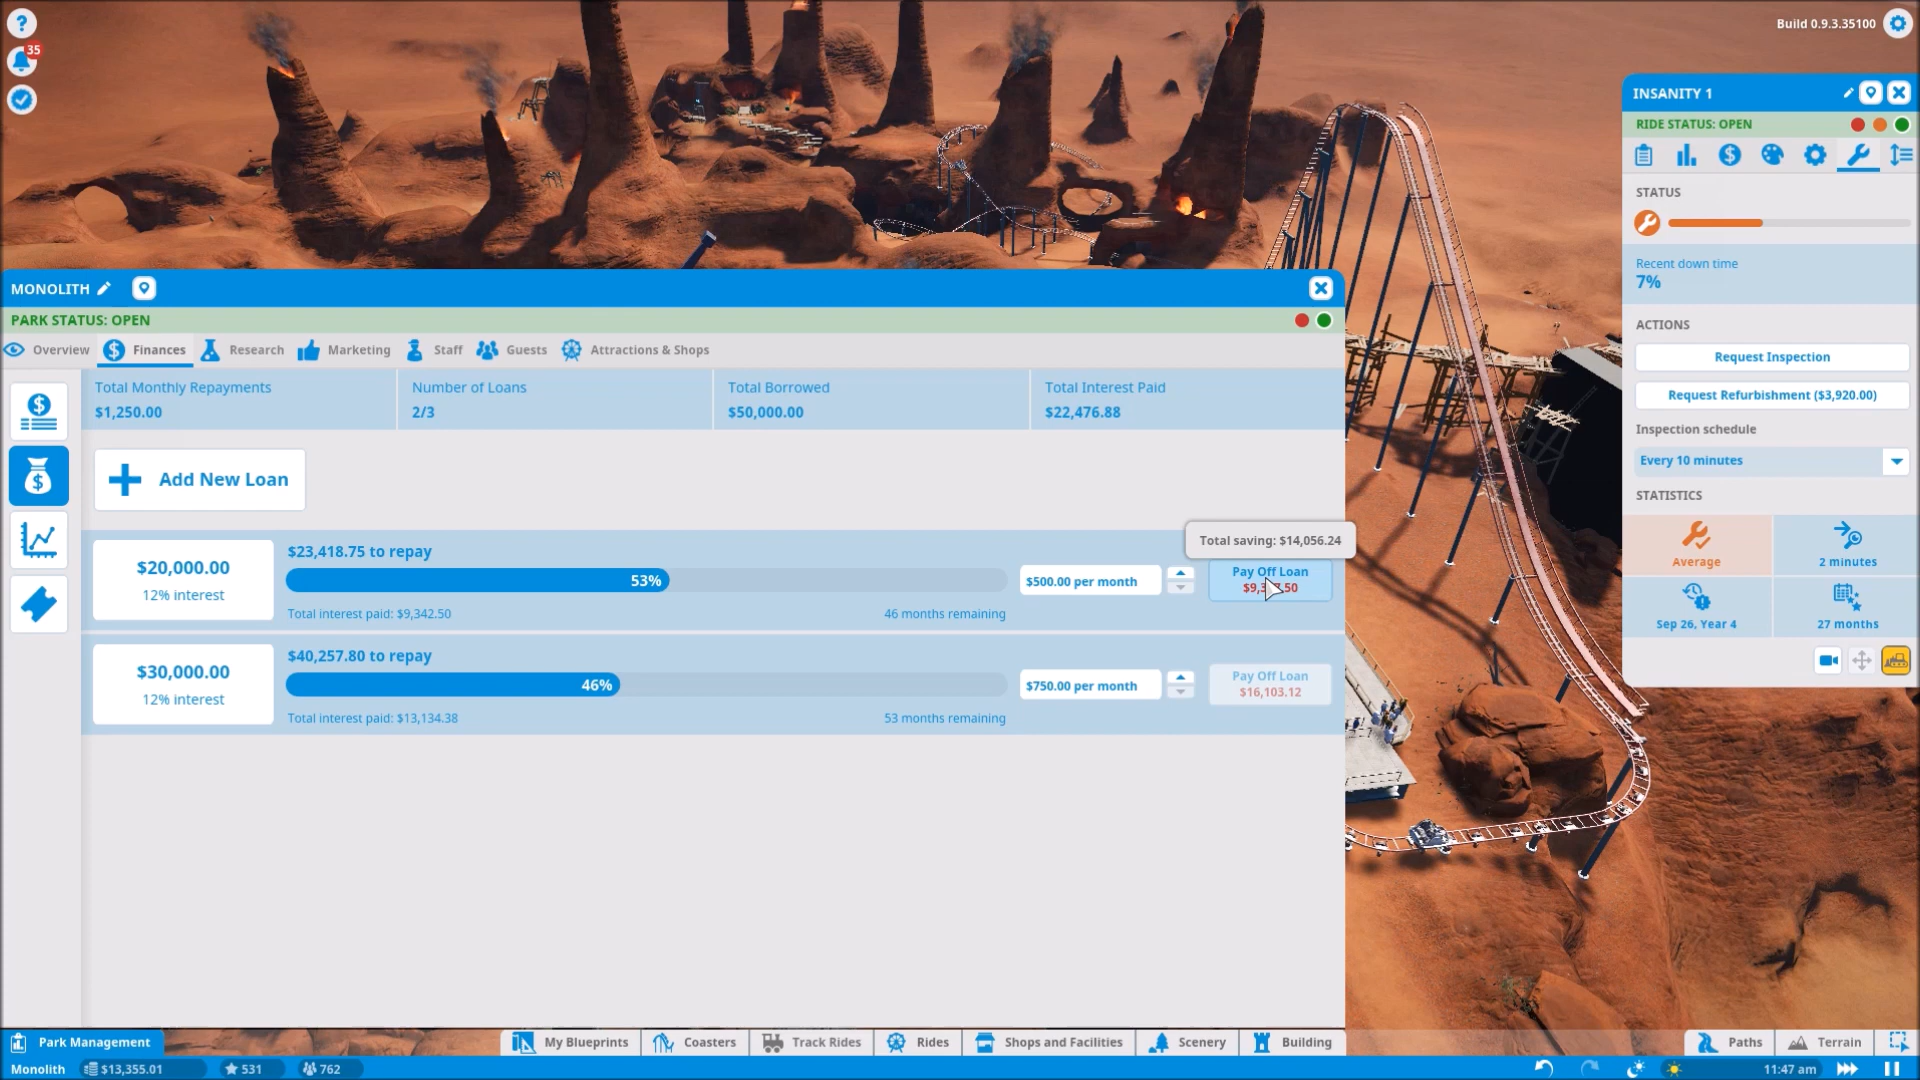 ?
35
Build 0.9.3.35100
INSANITY 1
RIDE STATUS: OPEN
STATUS
Recent down time
7%
ACTIONS
Request Inspection
Request Refurbishment ($3,920.00)
Inspection schedule
Every 10 minutes
STATISTICS
Average
2 minutes
Sep 26, Year 4
27 months
MONOLITH
PARK STATUS: OPEN
Overview
Finances
Research
Marketing
Staff
Guests
Attractions & Shops
Total Monthly Repayments
$1,250.00
Number of Loans
2/3
Total Borrowed
$50,000.00
Total Interest Paid
$22,476.88
Add New Loan
Total saving: $14,056.24
$20,000.00
12% interest
$23,418.75 to repay
53%
Total interest paid: $9,342.50
46 months remaining
$500.00 per month
Pay Off Loan
$30,000.00
12% interest
$40,257.80 to repay
46%
Total interest paid: $13,134.38
53 months remaining
$750.00 per month
Pay Off Loan
$16,103.12
Park Management
My Blueprints
Coasters
Track Rides
Rides
Shops and Facilities
Scenery
Building
Paths
Terrain
Monolith
$13,355.01
531
762
11:47 am